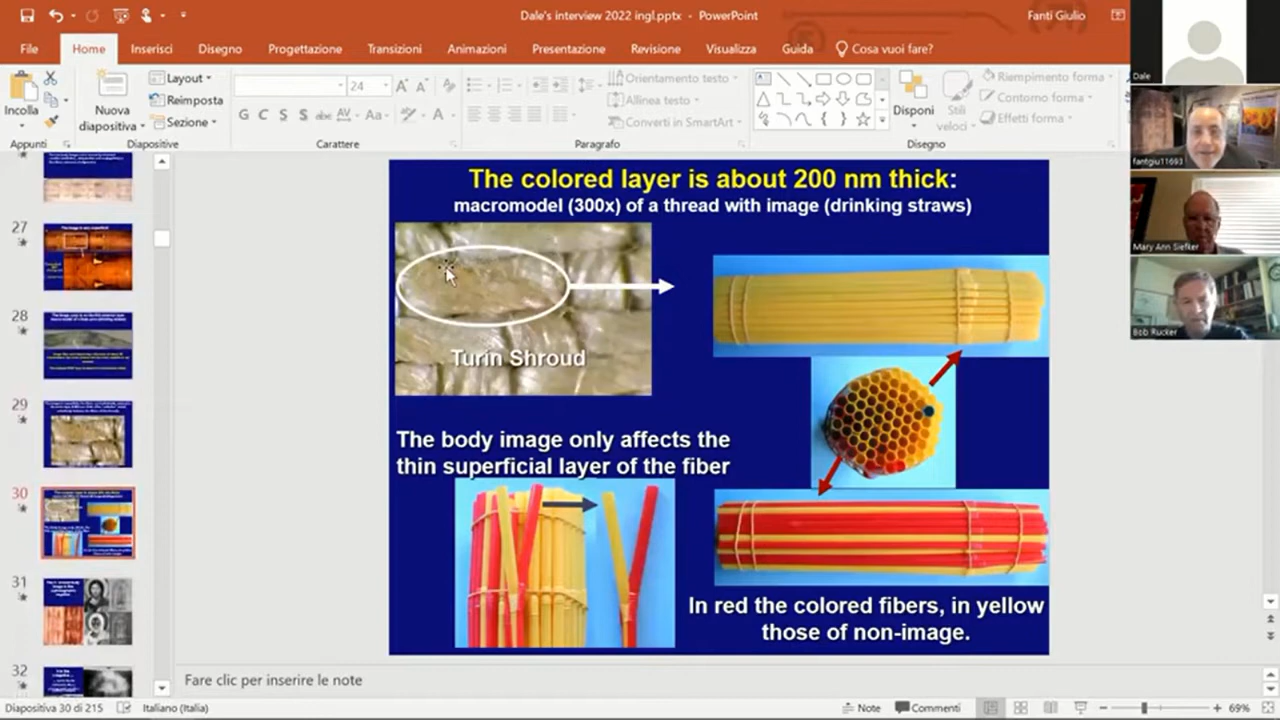 Dale's interview 2022 ingl.pptx - PowerPoint
Fanti Giulio
File Home Inserisci Disegno Progettazione Transizioni Animazioni Presentazione Revisione Visualizza Guida Cosa vuoi fare?
Incolla
Nuova diapositiva
Layout
Reimposta
Sezione
24
G C S S abc AV Aa A
Orientamento testo
Allinea testo
Converti in SmartArt
Disponi
Stili veloci
Riempimento forma
Contorno forma
Effetti forma
Appunti Diapositive Carattere Paragrafo Disegno
Dale
fantgiu11693
Mary Ann Siefker
Bob Rucker
27
28
29
30
31
32
The colored layer is about 200 nm thick:
macromodel (300x) of a thread with image (drinking straws)
Turin Shroud
The body image only affects the
thin superficial layer of the fiber
In red the colored fibers, in yellow
those of non-image.
Fare clic per inserire le note
Diapositiva 30 di 215 Italiano (Italia) Note Commenti 69%